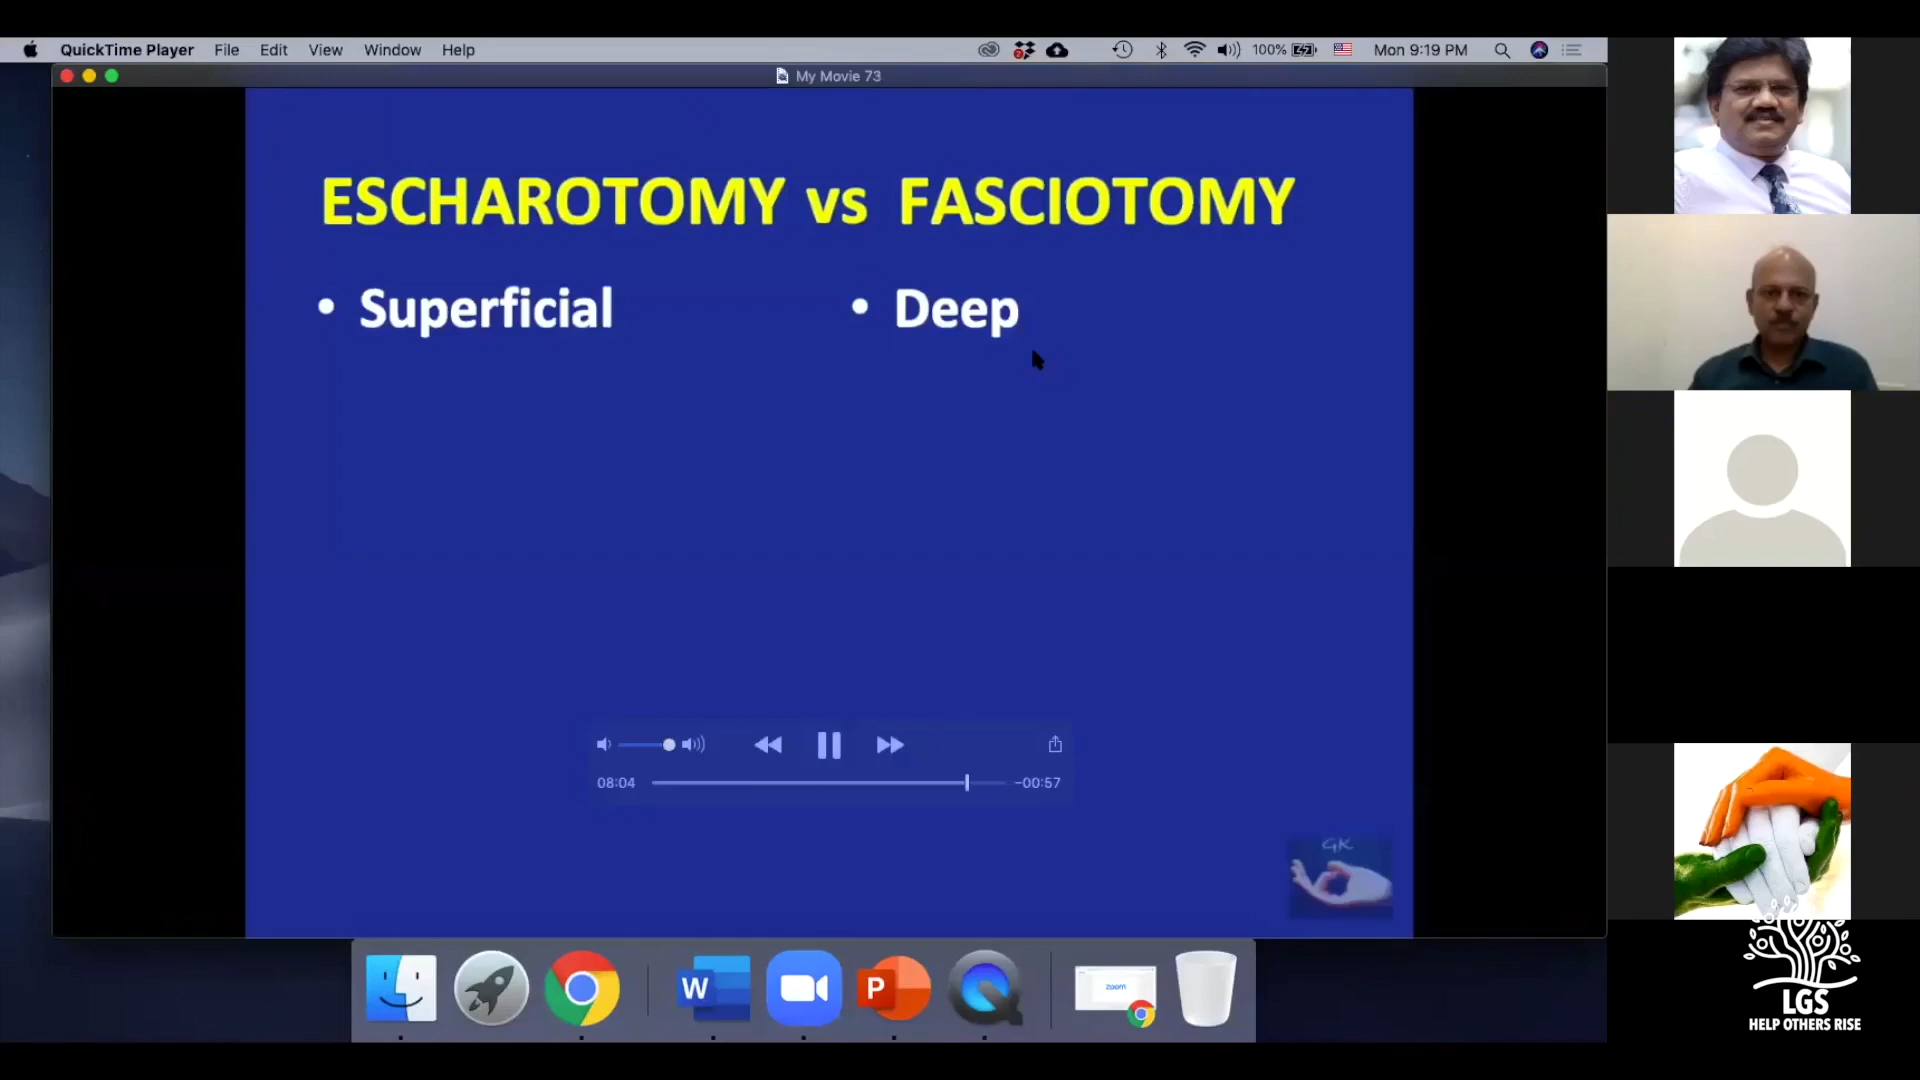 QuickTime Player File Edit View Window Help 100% Mon 9:19 PM
My Movie 73
ESCHAROTOMY vs FASCIOTOMY
• Superficial
• Deep
08:04 -00:57
GK
W P zoom
LGS
HELP OTHERS RISE